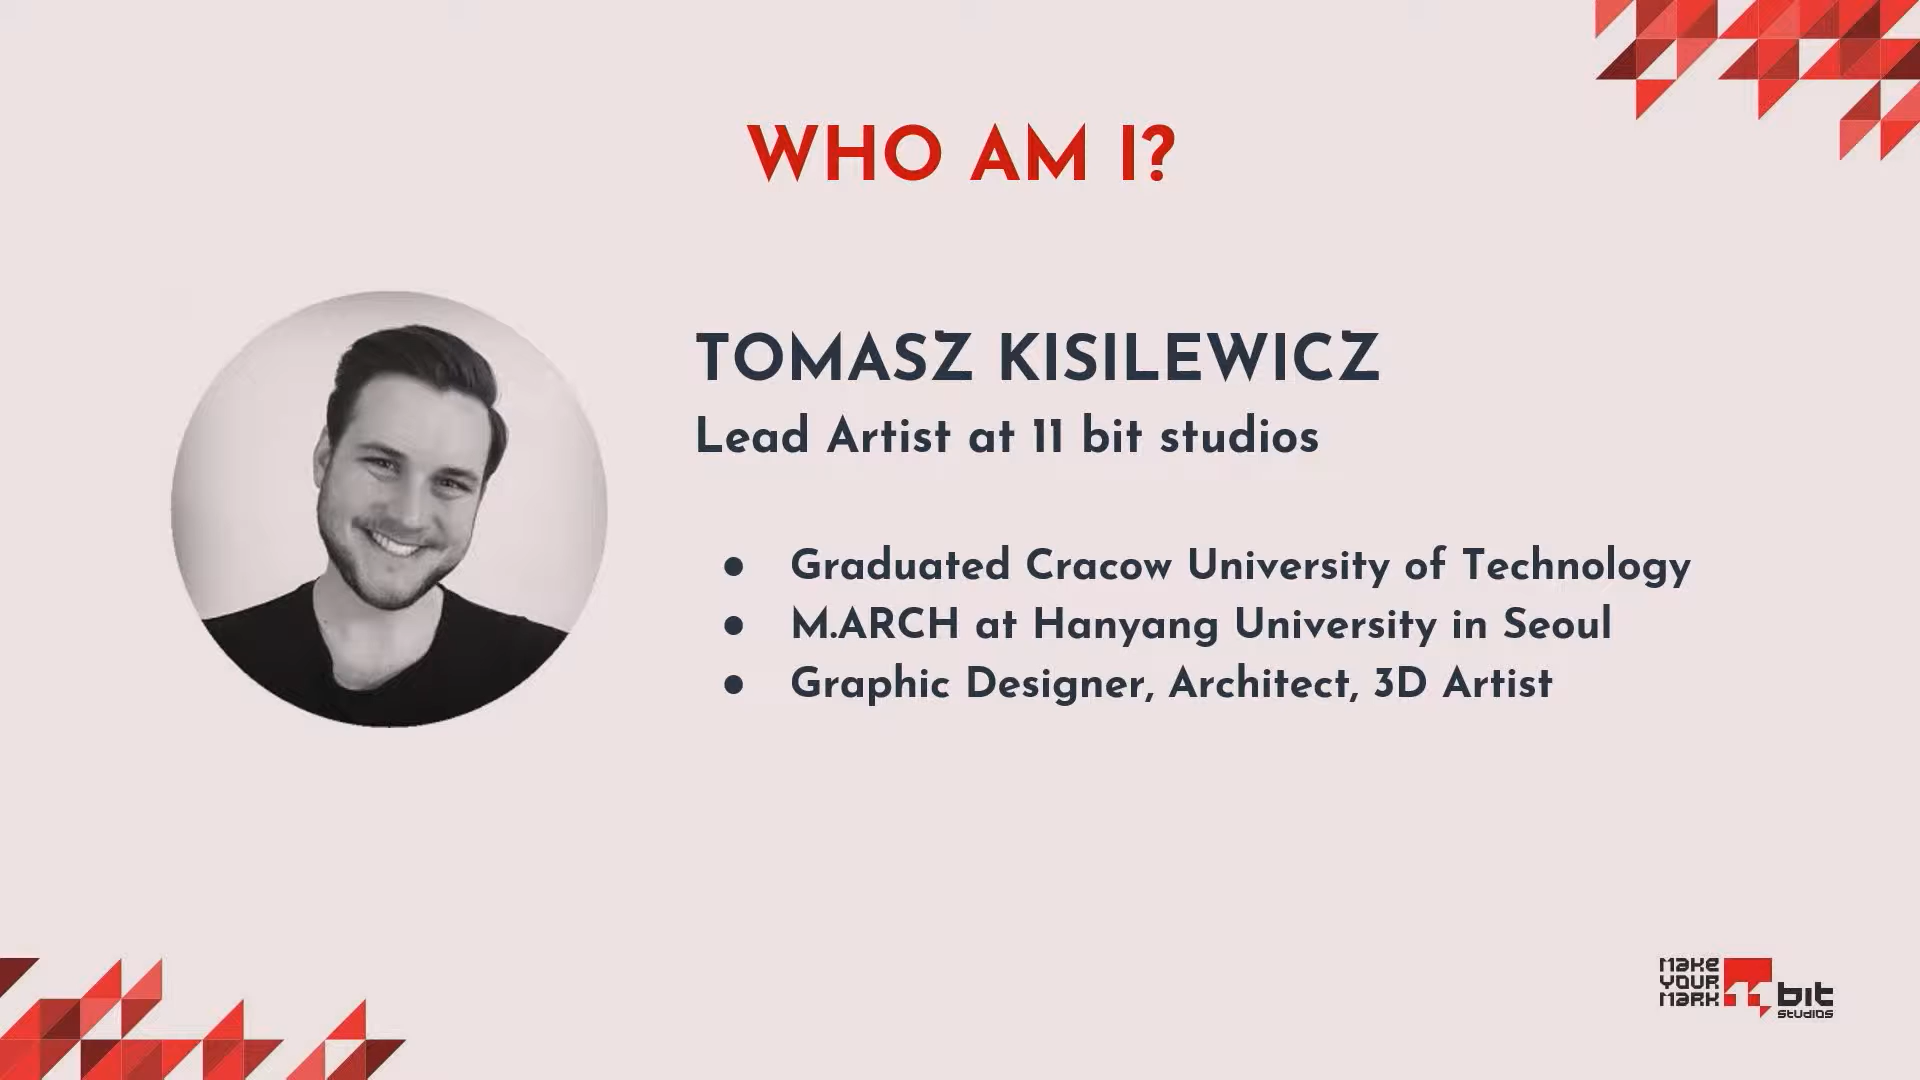 WHO AM I?
TOMASZ KISILEWICZ
Lead Artist at 11 bit studios
● Graduated Cracow University of Technology
● M.ARCH at Hanyang University in Seoul
● Graphic Designer, Architect, 3D Artist
MAKE
YOUR
MARK
11 bit
studios